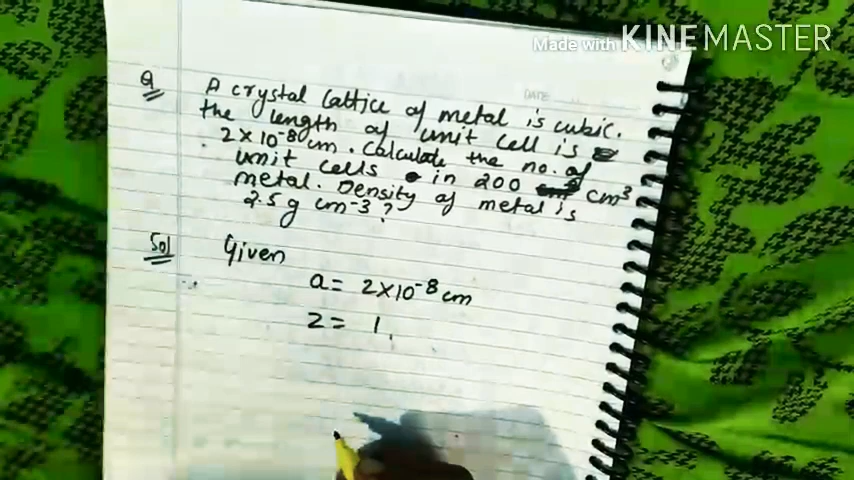 Made with KINEMASTER
DATE
Q A crystal lattice of metal is cubic.
the length of unit cell is
2×10-8 cm. Calculate the no. of
unit cells in 200 cm3
metal. Density of metal is
2.5 g cm-3?
Sol Given
a = 2×10-8 cm
Z = 1,